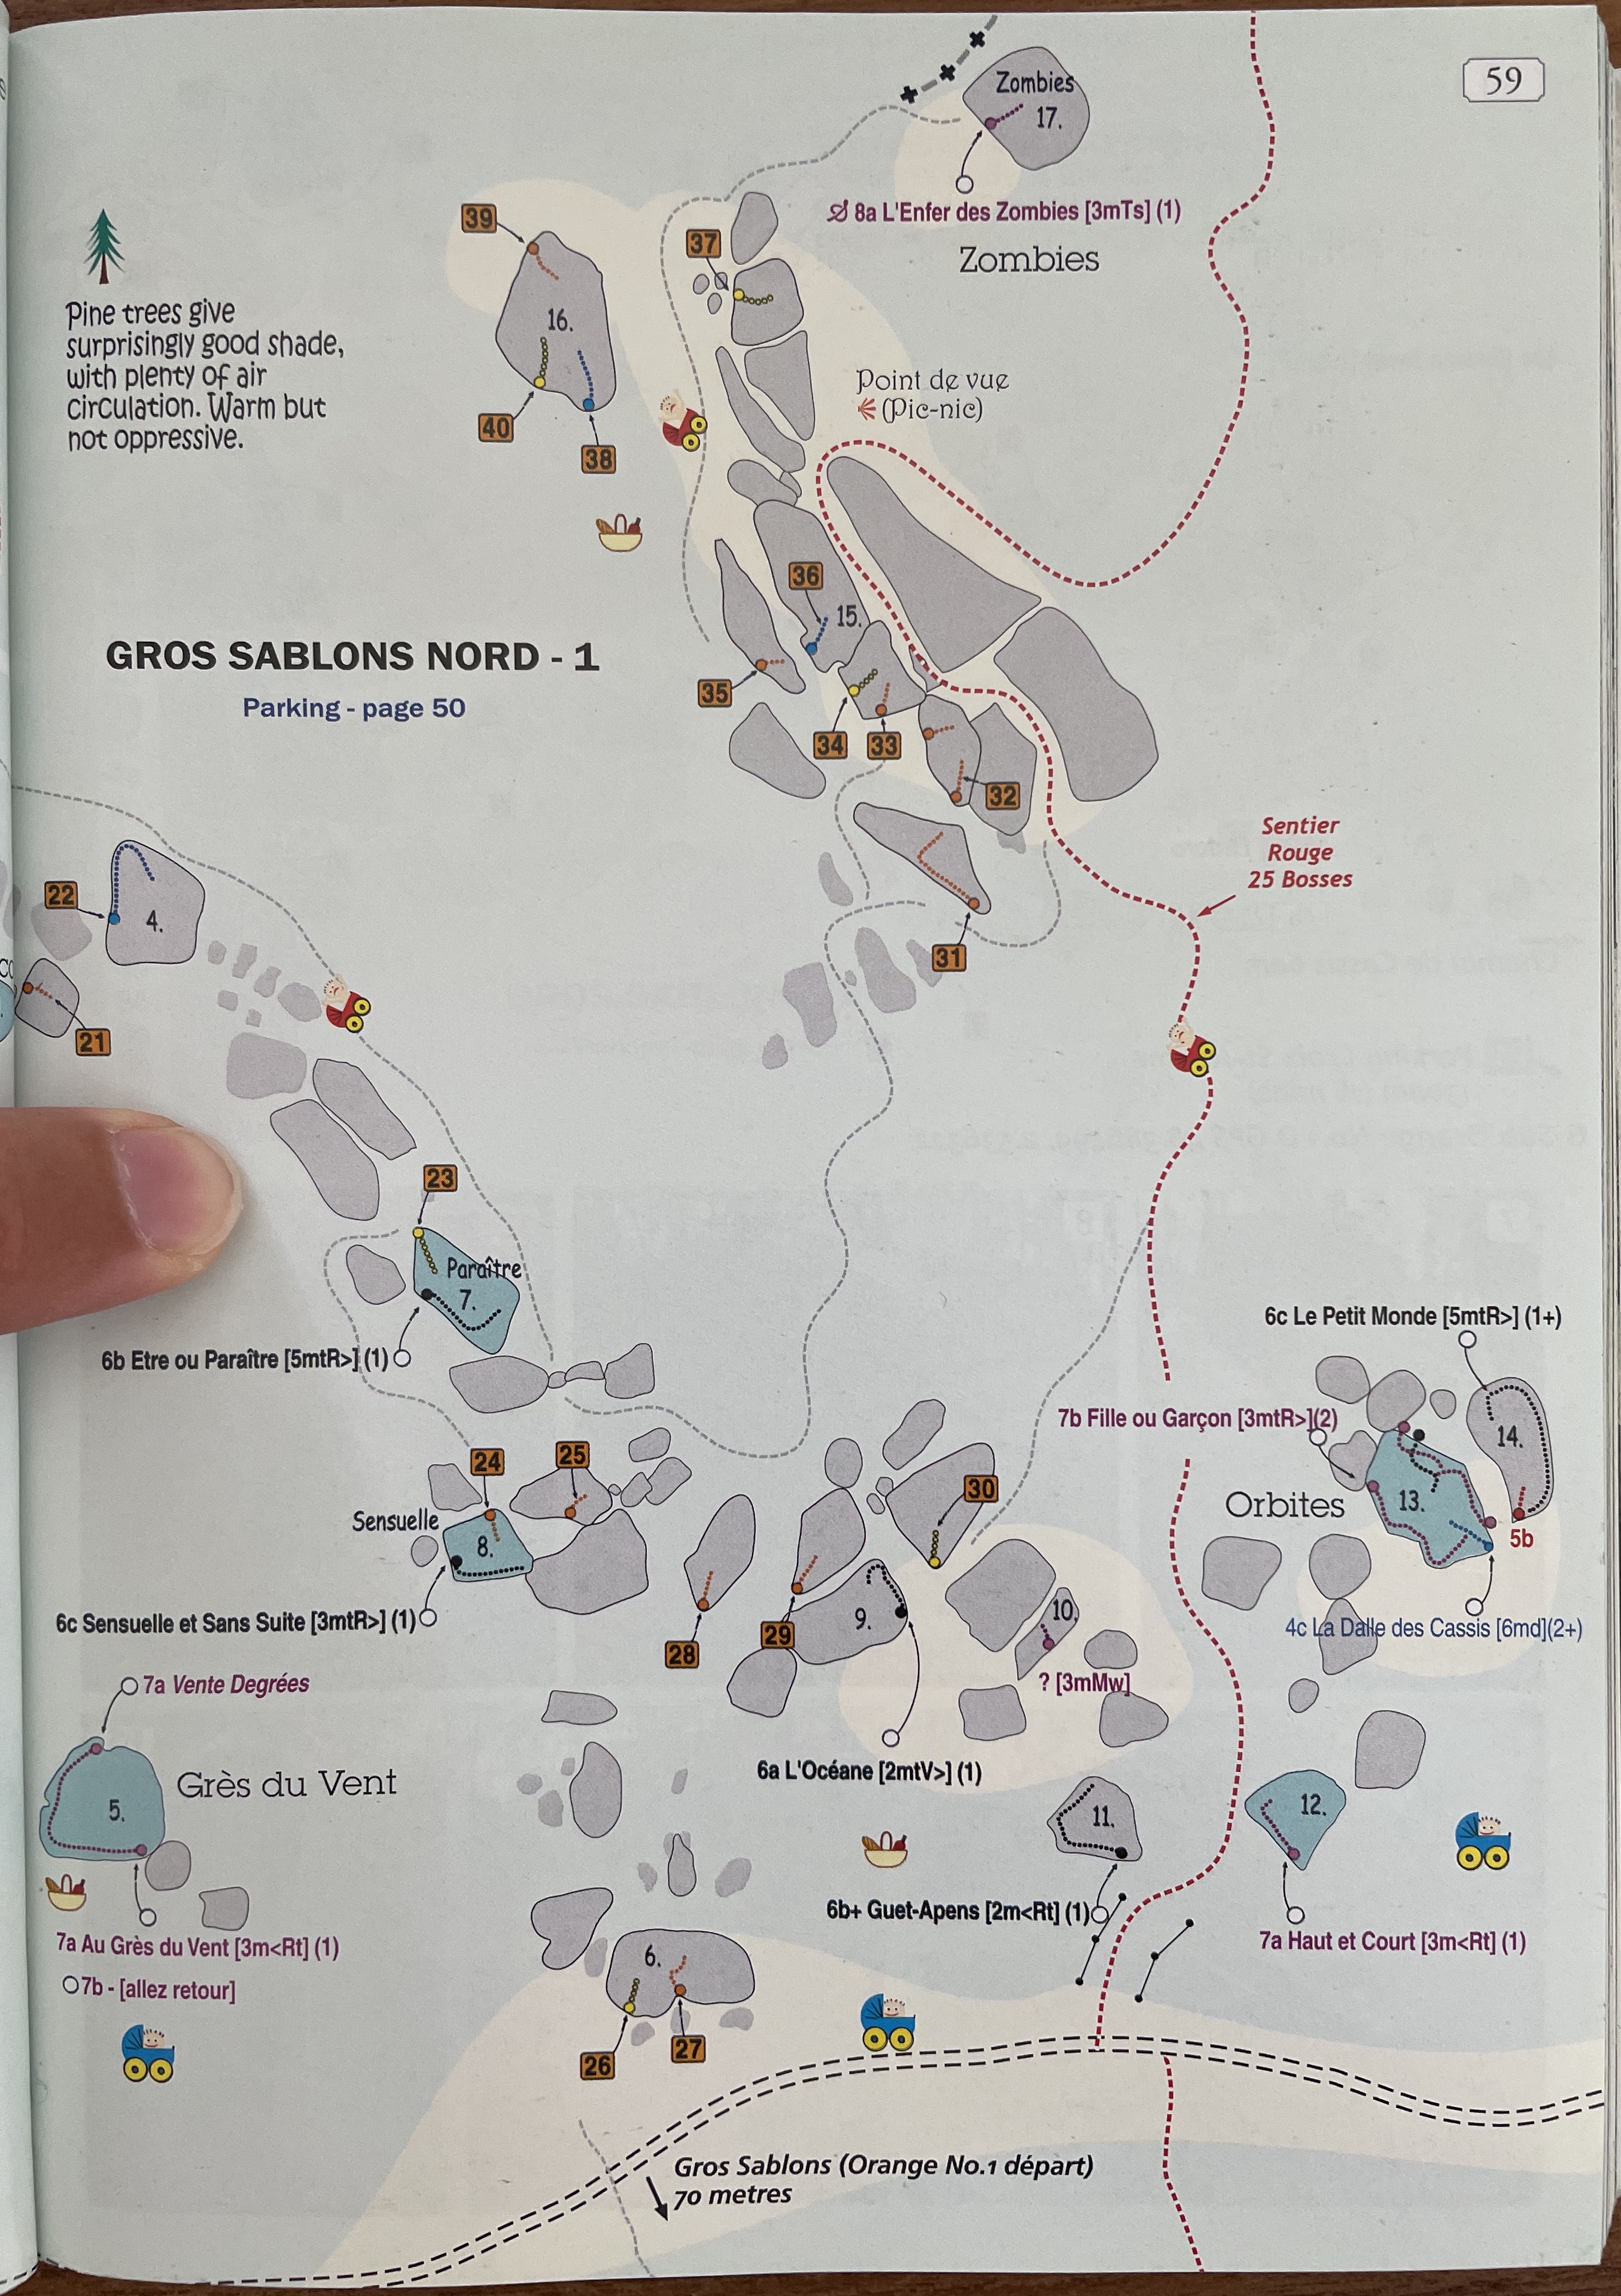 59
Zombies
17.
8a L'Enfer des Zombies [3mTs] (1)
Zombies
39
37
16.
40
38
Pine trees give
surprisingly good shade,
with plenty of air
circulation. Warm but
not oppressive.
Point de vue
(Pic-nic)
36
15.
35
34
33
32
31
GROS SABLONS NORD - 1
Parking - page 50
Sentier
Rouge
25 Bosses
22
4.
21
23
Paraître
7.
6b Etre ou Paraître [5mtR>] (1)
6c Le Petit Monde [5mtR>] (1+)
7b Fille ou Garçon [3mtR>](2)
14.
13.
Orbites
5b
4c La Dalle des Cassis [6md](2+)
24
25
Sensuelle
8.
30
6c Sensuelle et Sans Suite [3mtR>] (1)
28
29
9.
10.
? [3mMw]
6a L'Océane [2mtV>] (1)
7a Vente Degrées
Grès du Vent
5.
7a Au Grès du Vent [3m<Rt] (1)
7b - [allez retour]
11.
12.
6b+ Guet-Apens [2m<Rt] (1)
7a Haut et Court [3m<Rt] (1)
6.
26
27
Gros Sablons (Orange No.1 départ)
70 metres